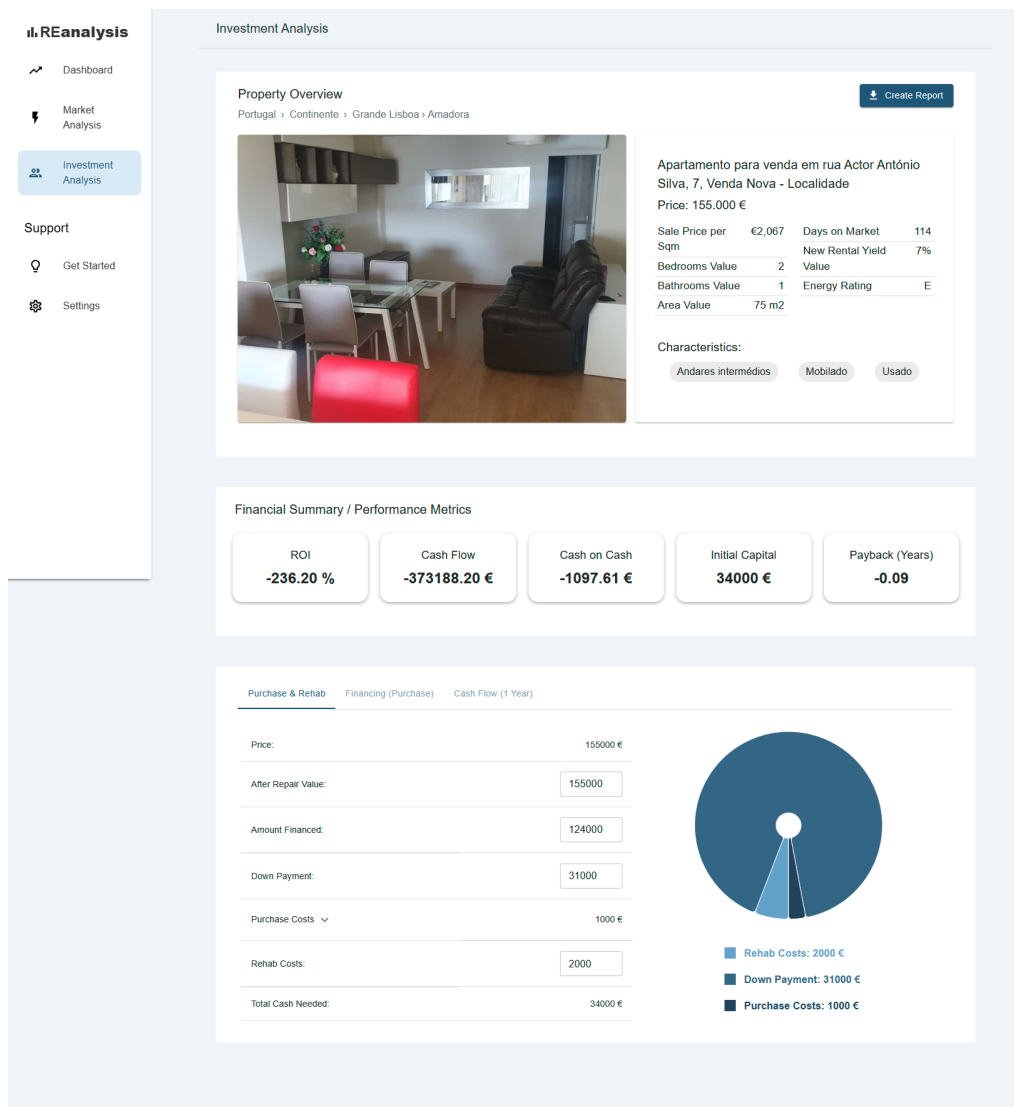 REanalysis
Dashboard
Market
Analysis
Investment
Analysis
Support
Get Started
Settings
Investment Analysis
Property Overview
Create Report
Portugal › Continente › Grande Lisboa › Amadora
Apartamento para venda em rua Actor António
Silva, 7, Venda Nova - Localidade
Price: 155.000 €
Sale Price per
Sqm
€2,067
Bedrooms Value 2
Bathrooms Value 1
Area Value 75 m2
Days on Market 114
New Rental Yield
Value
7%
Energy Rating E
Characteristics:
Andares intermédios Mobilado Usado
Financial Summary / Performance Metrics
ROI
-236.20 %
Cash Flow
-373188.20 €
Cash on Cash
-1097.61 €
Initial Capital
34000 €
Payback (Years)
-0.09
Purchase & Rehab Financing (Purchase) Cash Flow (1 Year)
Price: 155000 €
After Repair Value: 155000
Amount Financed: 124000
Down Payment: 31000
Purchase Costs 1000 €
Rehab Costs: 2000
Total Cash Needed: 34000 €
Rehab Costs: 2000 €
Down Payment: 31000 €
Purchase Costs: 1000 €